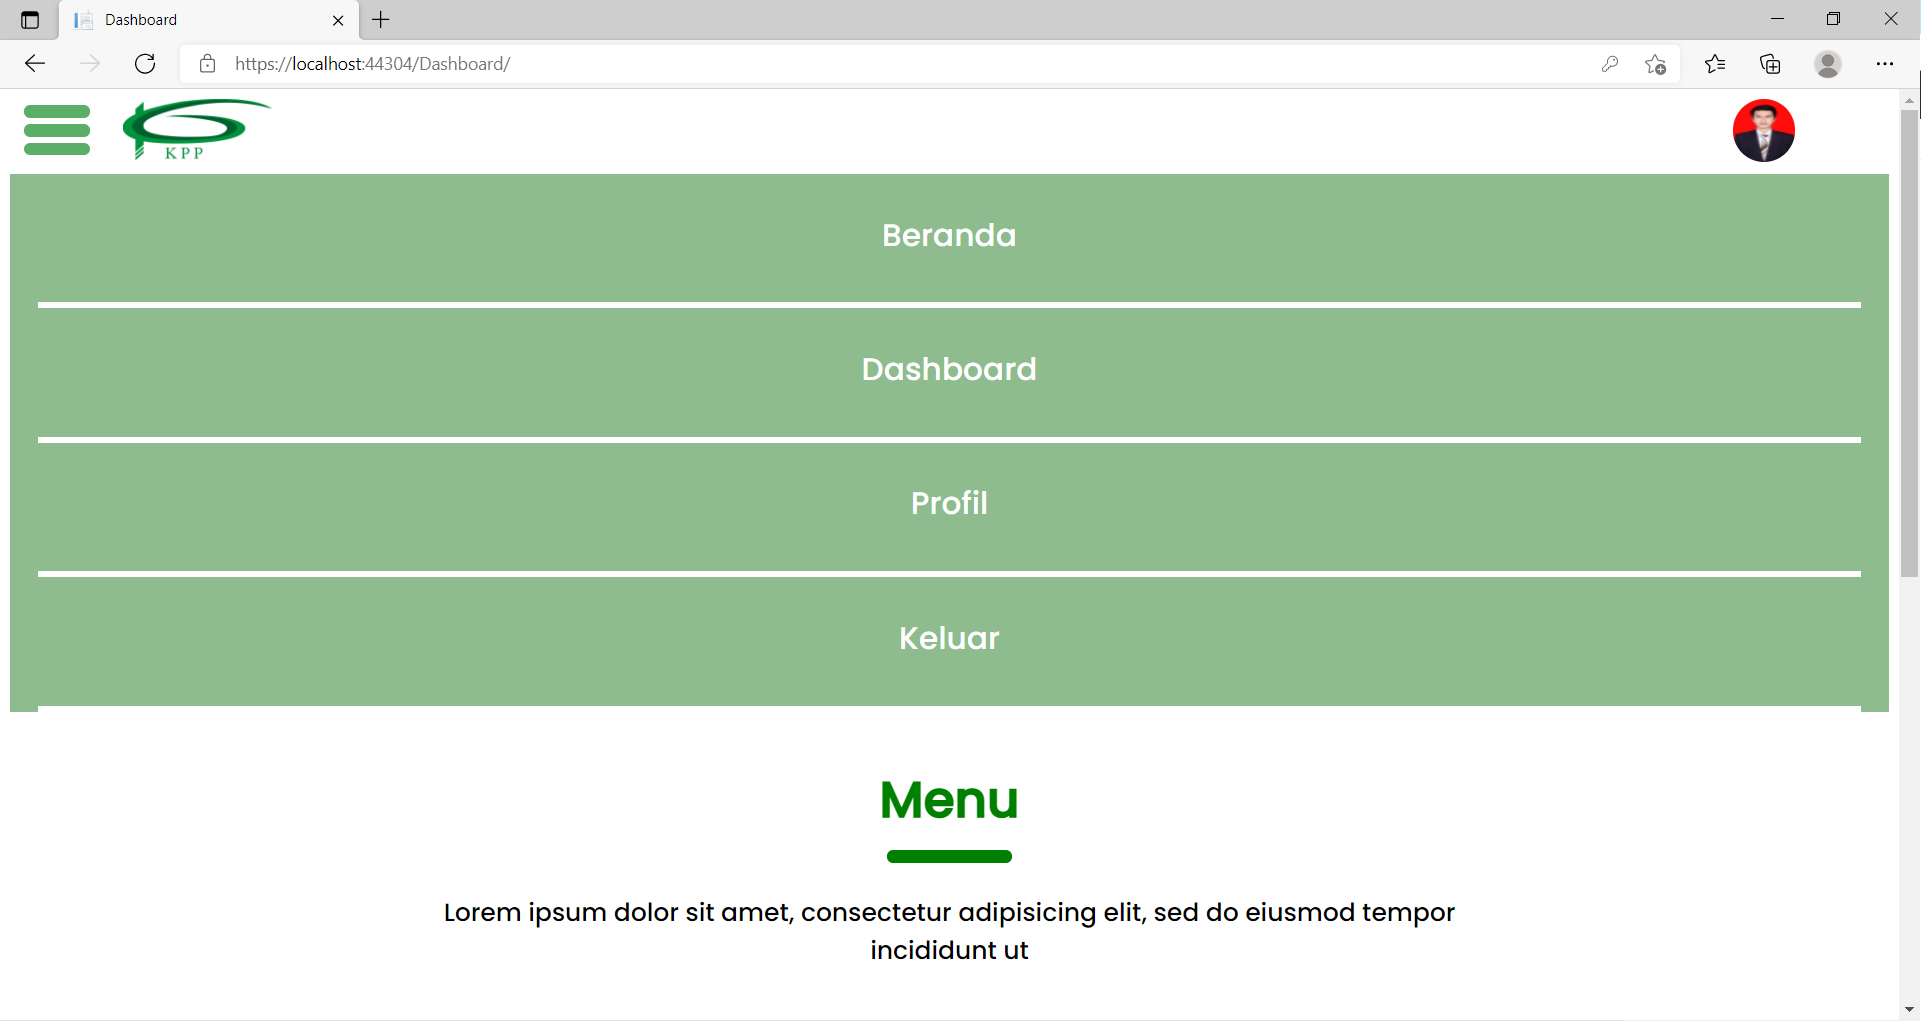 Dashboard
https://localhost:44304/Dashboard/
KPP
Beranda
Dashboard
Profil
Keluar
Menu
Lorem ipsum dolor sit amet, consectetur adipisicing elit, sed do eiusmod tempor
incididunt ut